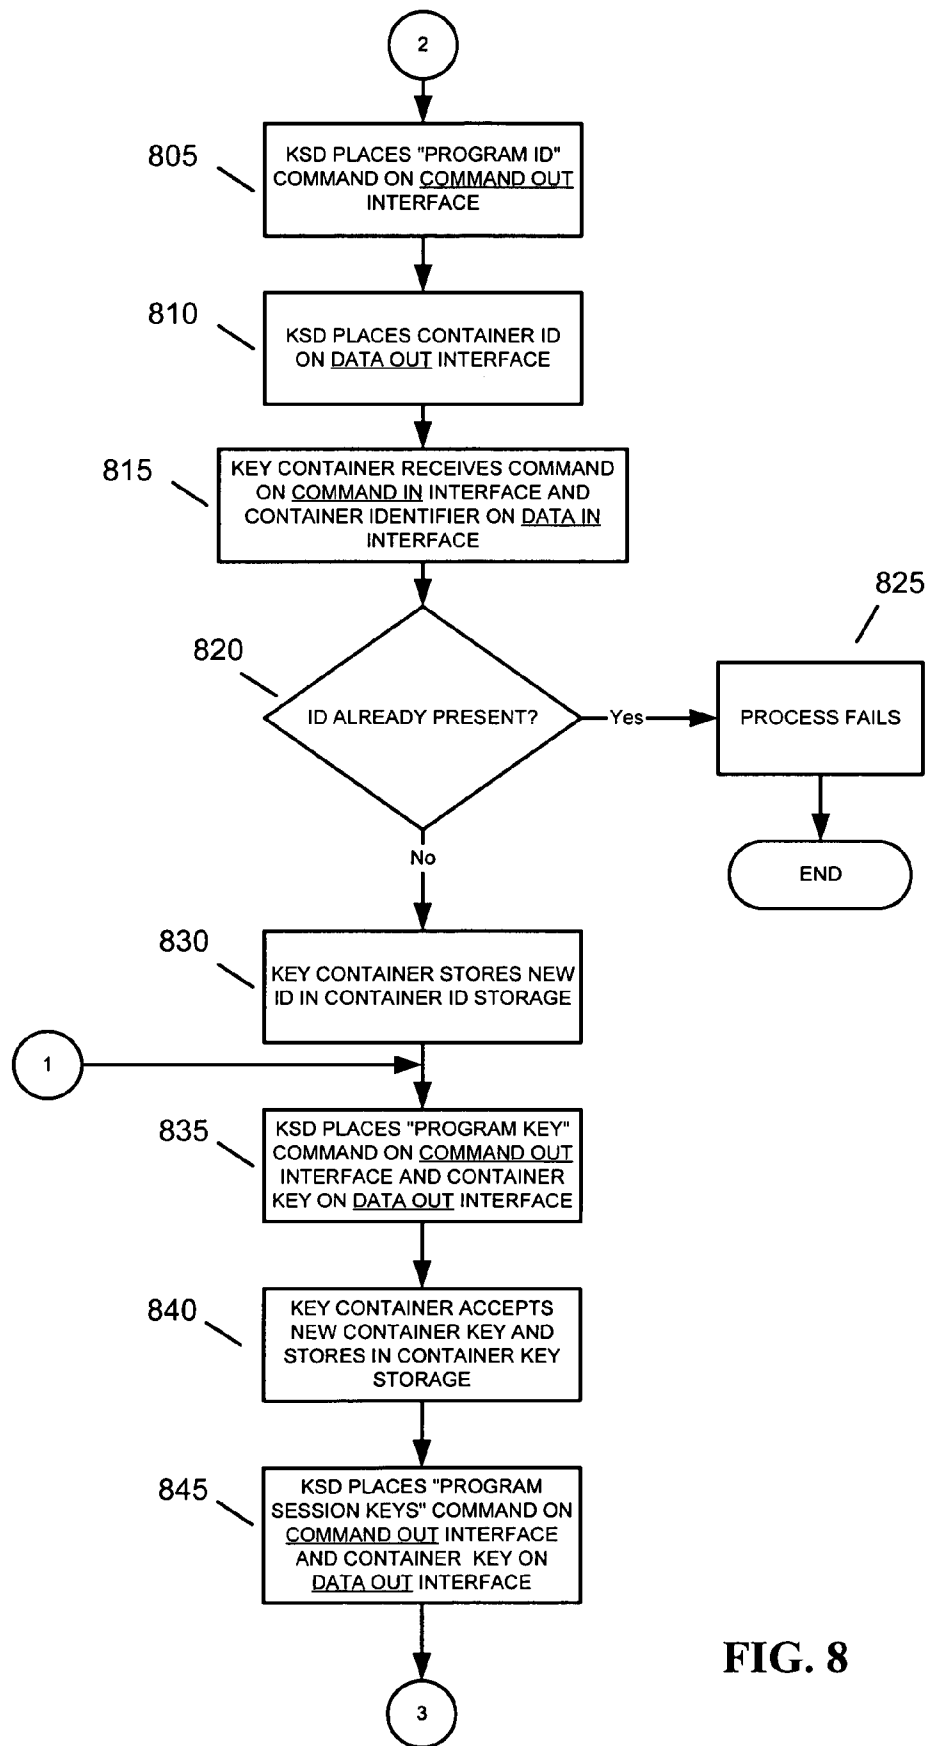 2
805
KSD PLACES "PROGRAM ID"
COMMAND ON COMMAND OUT
INTERFACE
810
KSD PLACES CONTAINER ID
ON DATA OUT INTERFACE
815
KEY CONTAINER RECEIVES COMMAND
ON COMMAND IN INTERFACE AND
CONTAINER IDENTIFIER ON DATA IN
INTERFACE
820
ID ALREADY PRESENT?
Yes
825
PROCESS FAILS
END
No
830
KEY CONTAINER STORES NEW
ID IN CONTAINER ID STORAGE
1
835
KSD PLACES "PROGRAM KEY"
COMMAND ON COMMAND OUT
INTERFACE AND CONTAINER
KEY ON DATA OUT INTERFACE
840
KEY CONTAINER ACCEPTS
NEW CONTAINER KEY AND
STORES IN CONTAINER KEY
STORAGE
845
KSD PLACES "PROGRAM
SESSION KEYS" COMMAND ON
COMMAND OUT INTERFACE
AND CONTAINER KEY ON
DATA OUT INTERFACE
3
FIG. 8